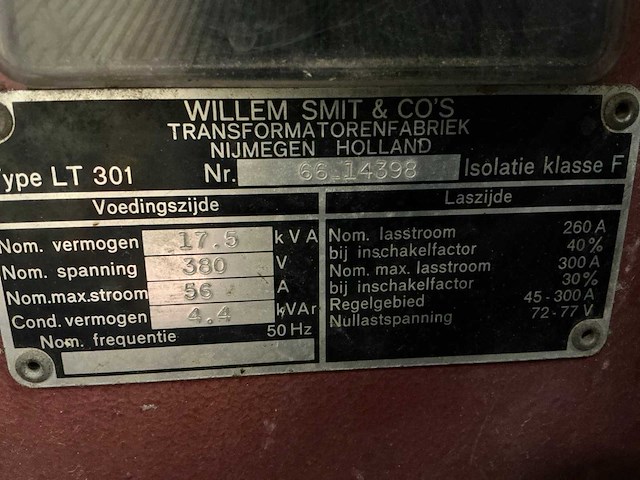 WILLEM SMIT & CO'S
TRANSFORMATORENFABRIEK
NIJMEGEN HOLLAND
Type LT 301 Nr. 66.14398 Isolatie klasse F
Voedingszijde
Nom. vermogen 17.5 kVA
Nom. spanning 380 V
Nom.max.stroom 56 A
Cond.vermogen 4.4 kVAr
Nom. frequentie 50 Hz
Laszijde
Nom. lasstroom 260 A
bij inschakelfactor 40%
Nom. max. lasstroom 300 A
bij inschakelfactor 30%
Regelgebied 45-300 A
Nullastspanning 72-77 V